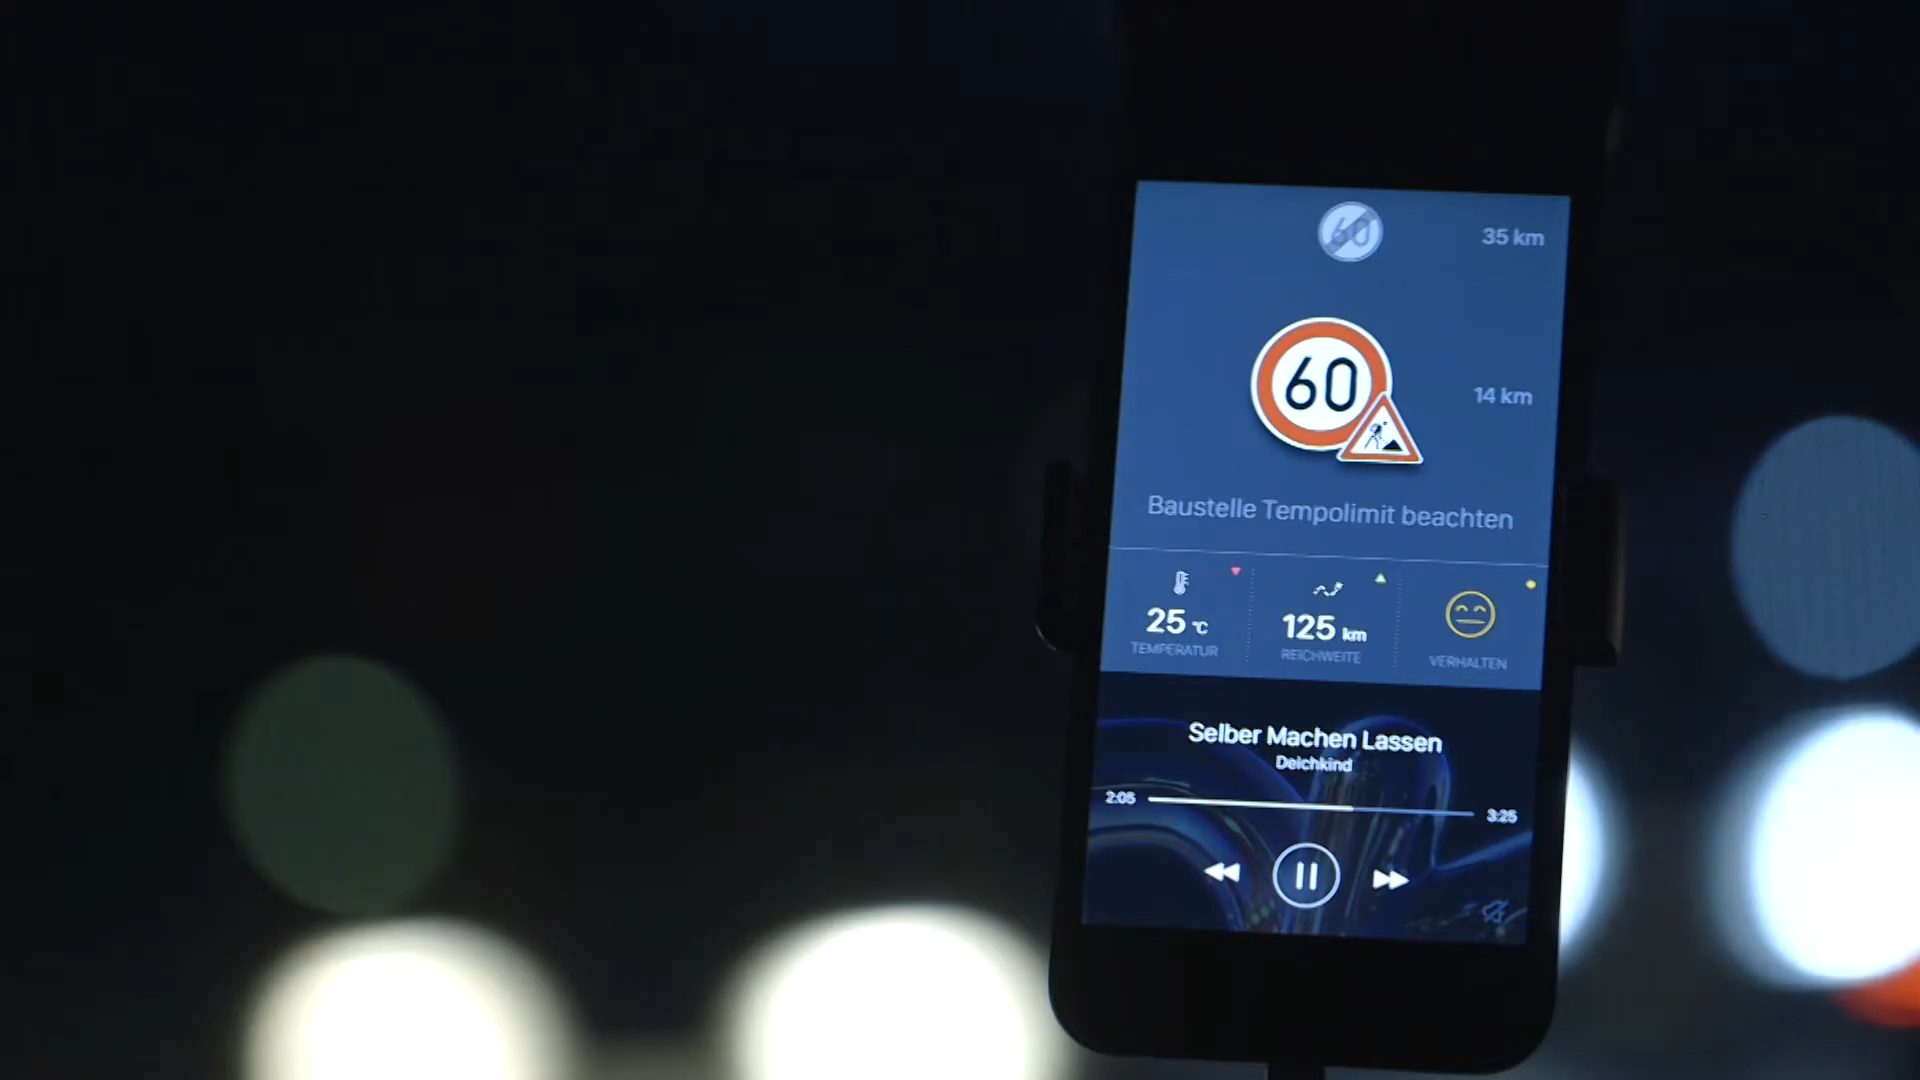 60
35 km
60
14 km
Baustelle Tempolimit beachten
25 °C
TEMPERATUR
125 km
REICHWEITE
VERHALTEN
Selber Machen Lassen
Deichkind
2:05
3:25